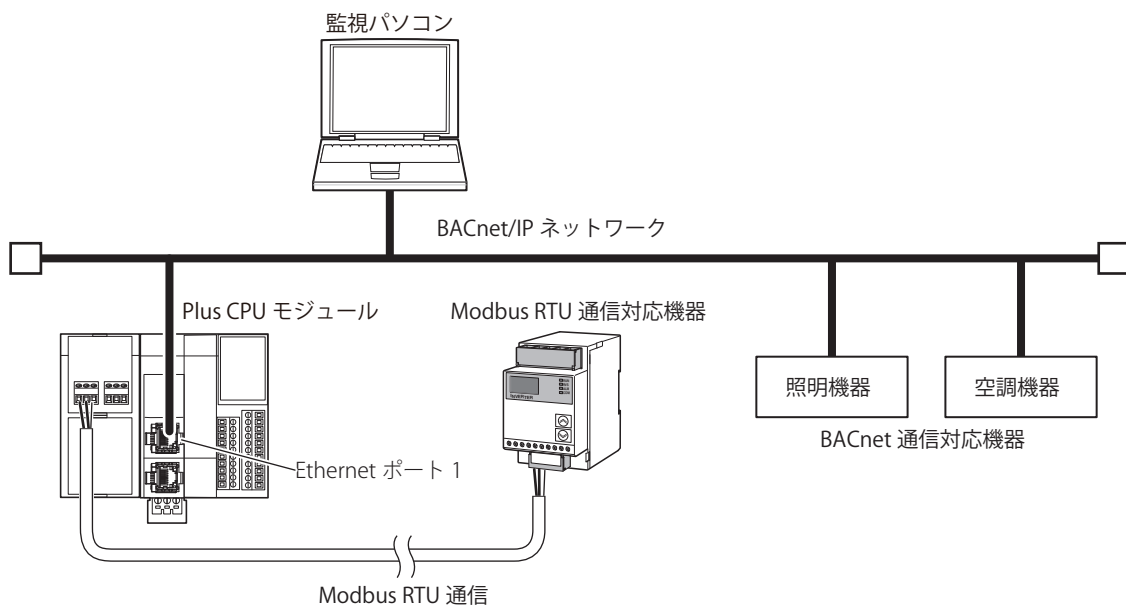 監視パソコン
BACnet/IP ネットワーク
Plus CPU モジュール
Modbus RTU 通信対応機器
照明機器
空調機器
BACnet 通信対応機器
Ethernet ポート 1
Modbus RTU 通信